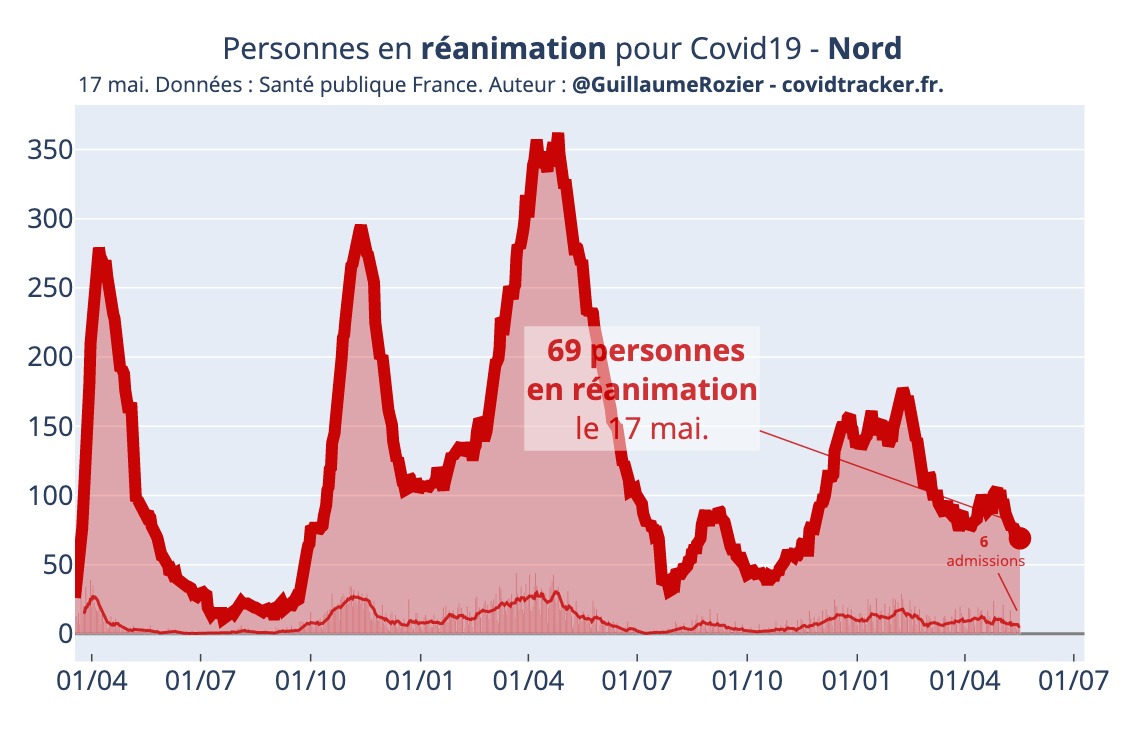 Personnes en réanimation pour Covid19 - Nord
17 mai. Données : Santé publique France. Auteur : @GuillaumeRozier - covidtracker.fr.
350
300
250
200
150
100
50
0
69 personnes
en réanimation
le 17 mai.
6
admissions
01/04 01/07 01/10 01/01 01/04 01/07 01/10 01/01 01/04 01/07